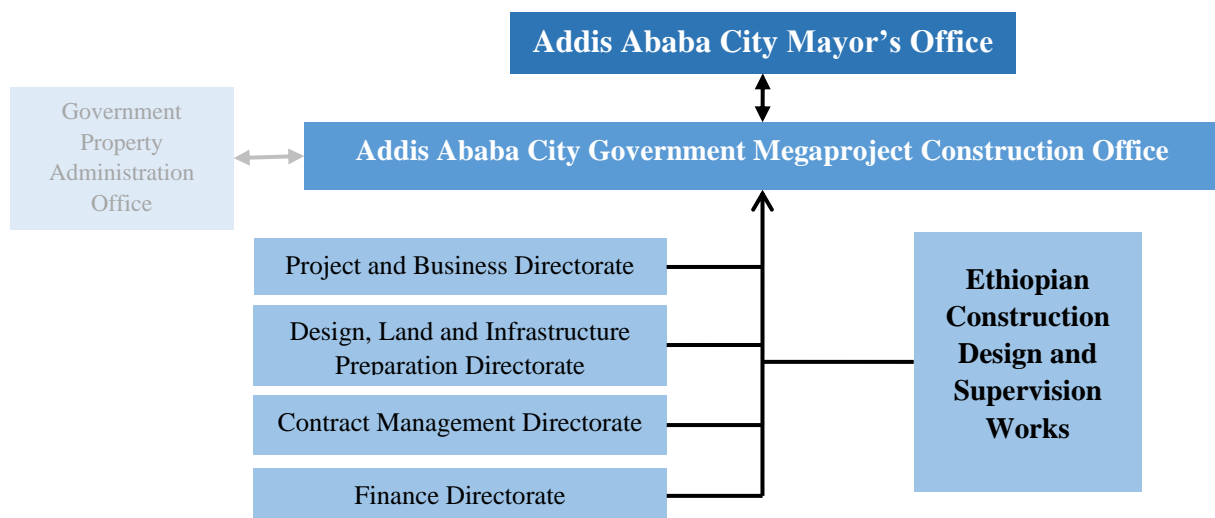 Addis Ababa City Mayor’s Office
Government
Property
Administration
Office
Addis Ababa City Government Megaproject Construction Office
Project and Business Directorate
Design, Land and Infrastructure
Preparation Directorate
Contract Management Directorate
Finance Directorate
Ethiopian
Construction
Design and
Supervision
Works